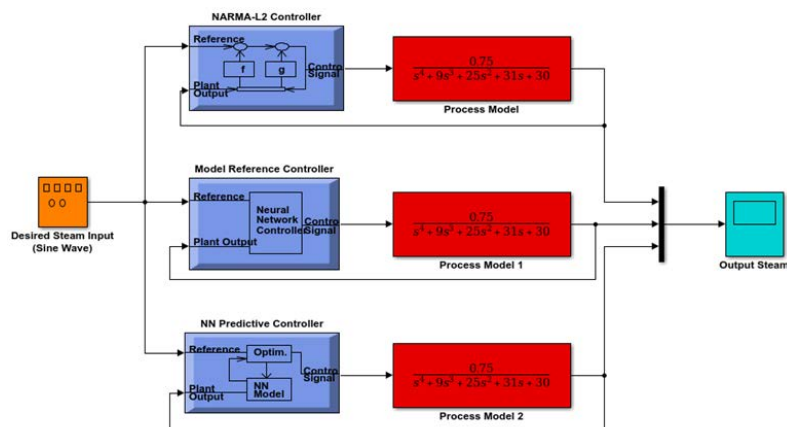 NARMA-L2 Controller
Reference
f
g
Plant
Output
Contro
Signal
0.75
s⁴+9s³+25s²+31s+30
Process Model
Desired Steam Input
(Sine Wave)
Model Reference Controller
Reference
Neural
Network
Controller
Plant Output
Contro
Signal
0.75
s⁴+9s³+25s²+31s+30
Process Model 1
Output Steam
NN Predictive Controller
Reference
Optim.
Plant
Output
NN
Model
Contro
Signal
0.75
s⁴+9s³+25s²+31s+30
Process Model 2